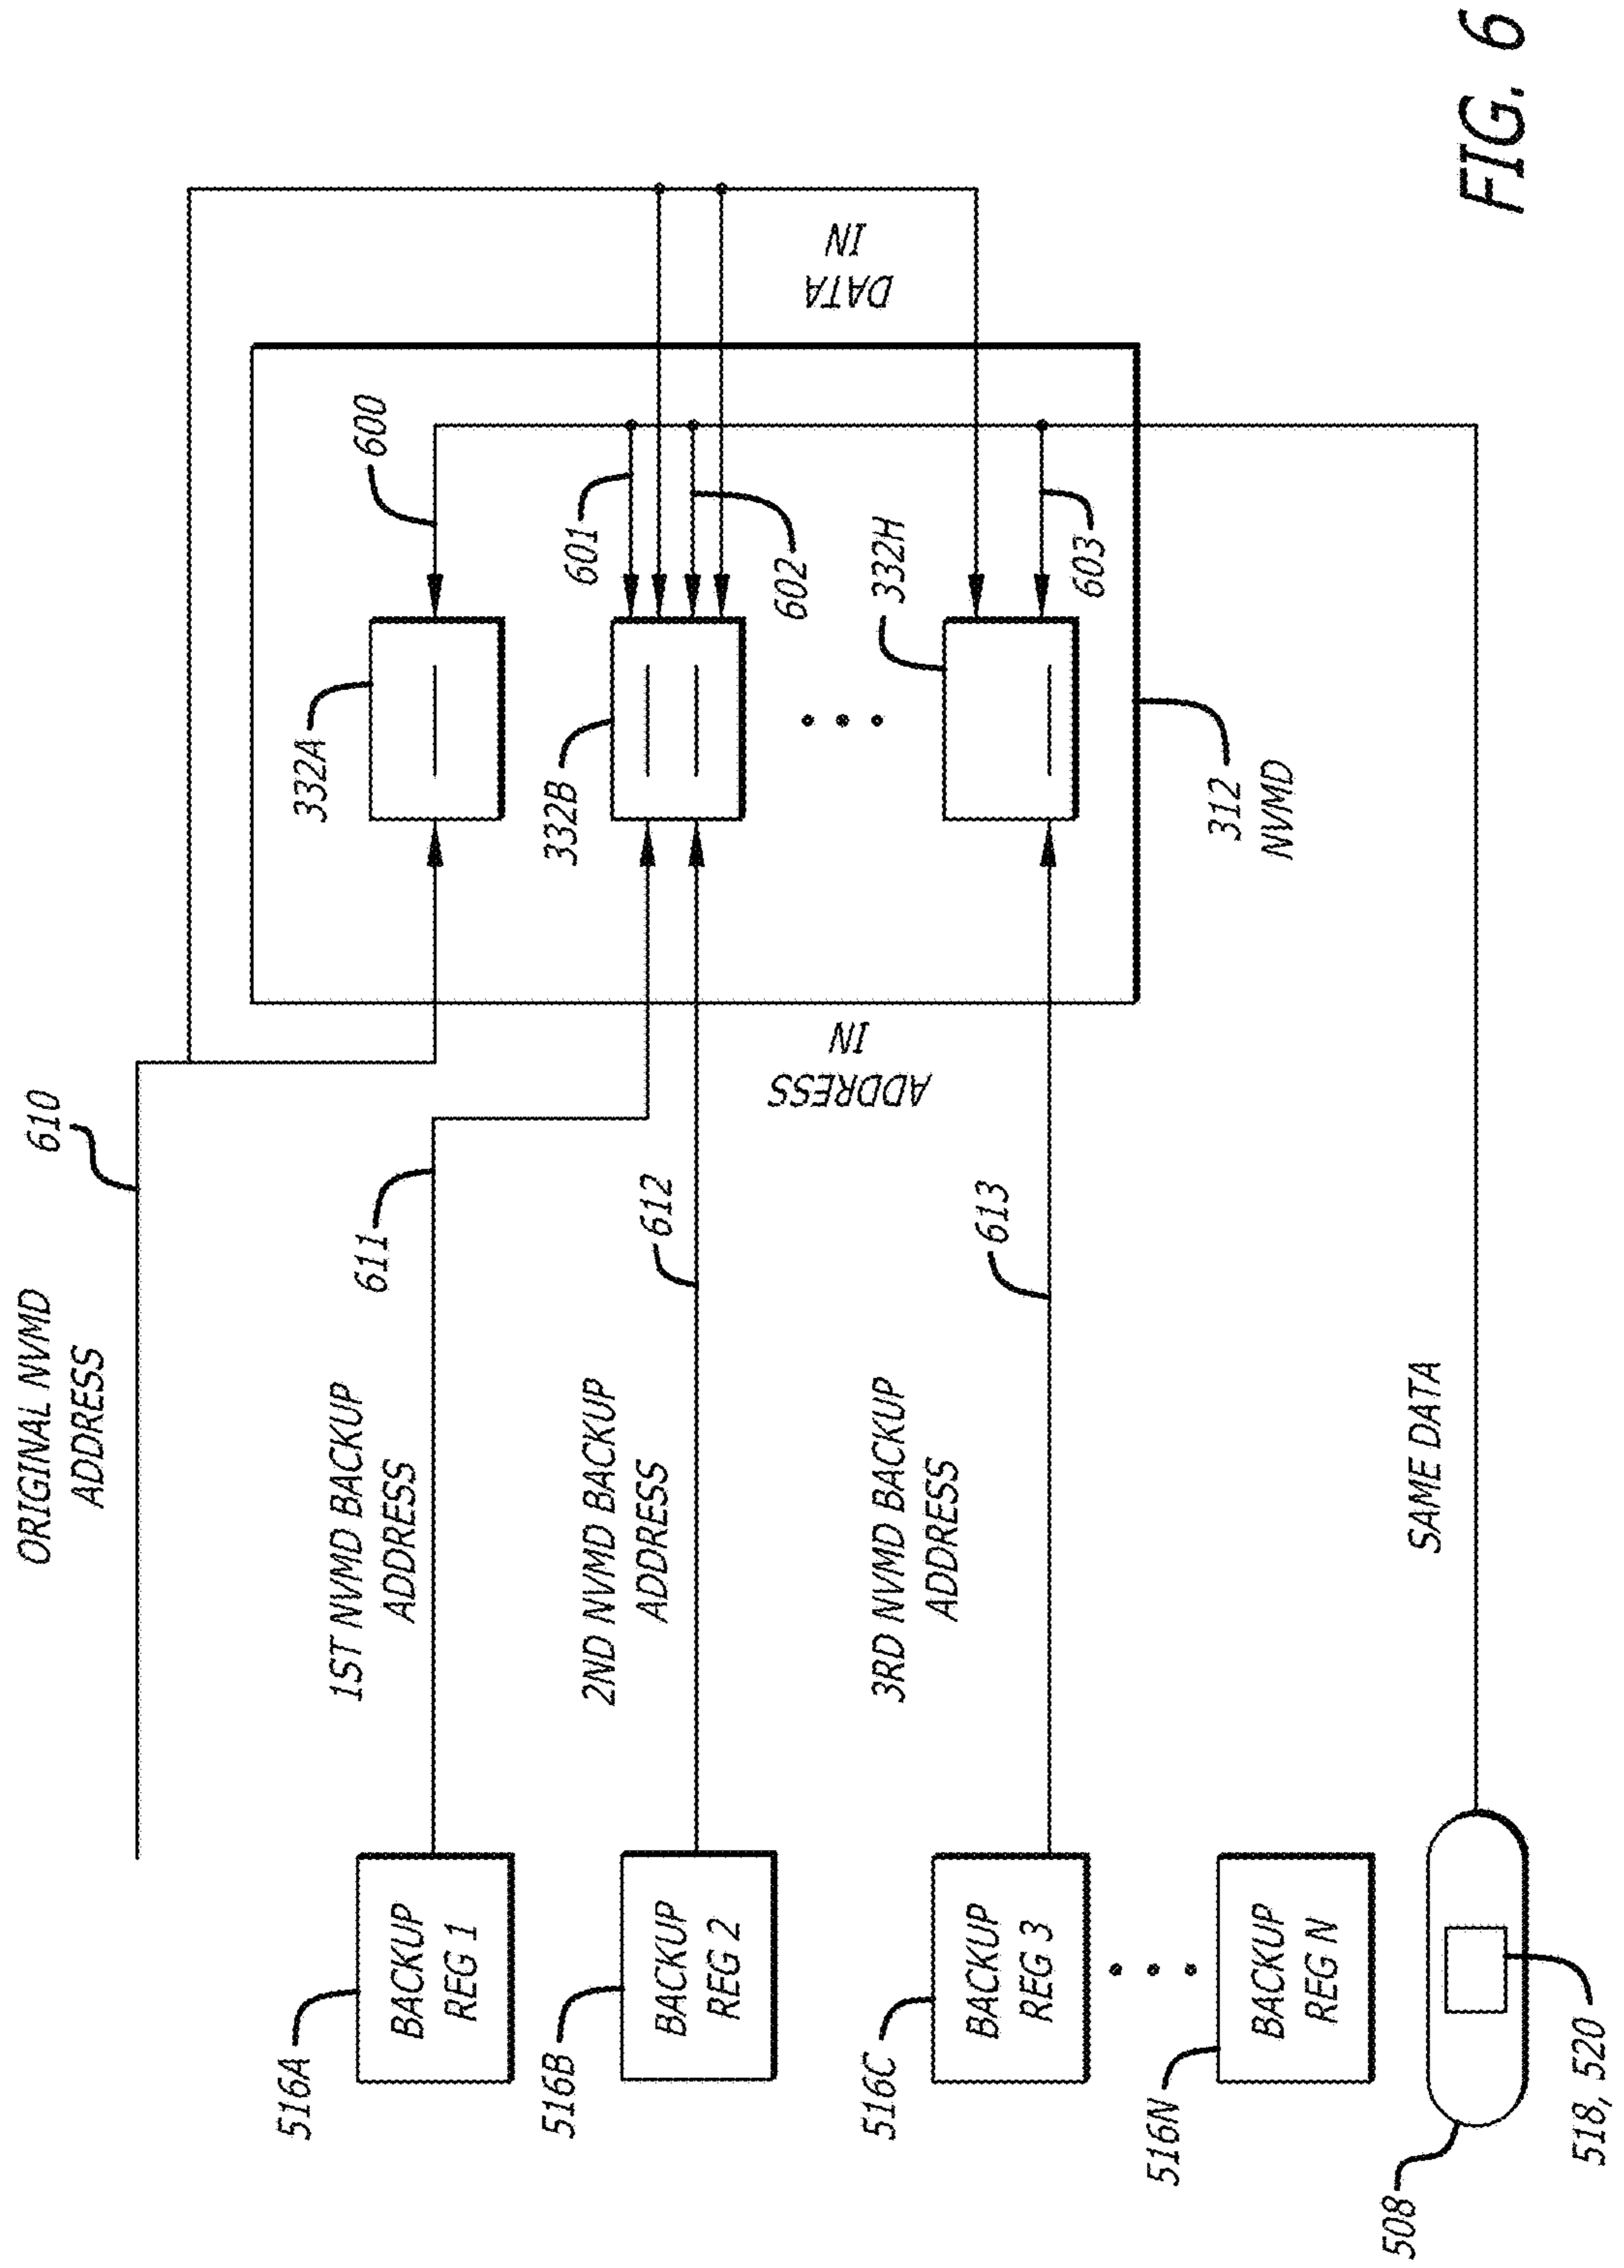 ORIGINAL NVMD
ADDRESS
610
516A
BACKUP
REG 1
1ST NVMD BACKUP
ADDRESS
611
332A
600
516B
BACKUP
REG 2
2ND NVMD BACKUP
ADDRESS
612
332B
601
602
516C
BACKUP
REG 3
3RD NVMD BACKUP
ADDRESS
613
ADDRESS
IN
332H
603
DATA
IN
516N
BACKUP
REG N
312
NVMD
508
518, 520
SAME DATA
FIG. 6